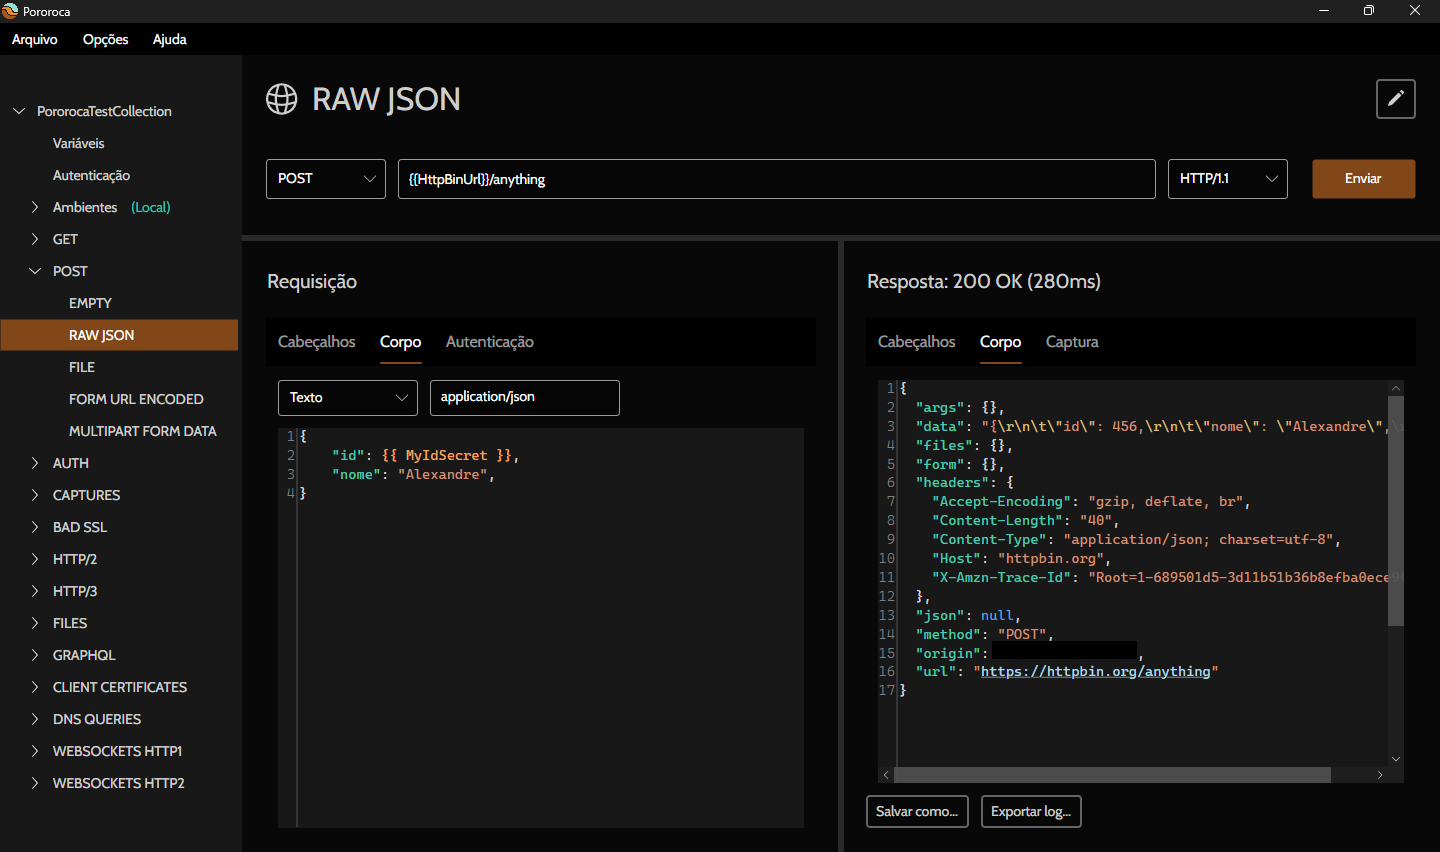 Pororoca
Arquivo Opções Ajuda
PororocaTestCollection
Variáveis
Autenticação
Ambientes (Local)
GET
POST
EMPTY
RAW JSON
FILE
FORM URL ENCODED
MULTIPART FORM DATA
AUTH
CAPTURES
BAD SSL
HTTP/2
HTTP/3
FILES
GRAPHQL
CLIENT CERTIFICATES
DNS QUERIES
WEBSOCKETS HTTP1
WEBSOCKETS HTTP2
RAW JSON
POST {{HttpBinUrl}}/anything HTTP/1.1 Enviar
Requisição
Cabeçalhos Corpo Autenticação
Texto application/json
1 {
2 "id": {{ MyIdSecret }},
3 "nome": "Alexandre",
4 }
Resposta: 200 OK (280ms)
Cabeçalhos Corpo Captura
1 {
2 "args": {},
3 "data": "{\r\n\t\"id\": 456,\r\n\t\"nome\": \"Alexandre\",
4 "files": {},
5 "form": {},
6 "headers": {
7 "Accept-Encoding": "gzip, deflate, br",
8 "Content-Length": "40",
9 "Content-Type": "application/json; charset=utf-8",
10 "Host": "httpbin.org",
11 "X-Amzn-Trace-Id": "Root=1-689501d5-3d11b51b36b8efba0ece
12 },
13 "json": null,
14 "method": "POST",
15 "origin": ,
16 "url": "https://httpbin.org/anything"
17 }
Salvar como... Exportar log...